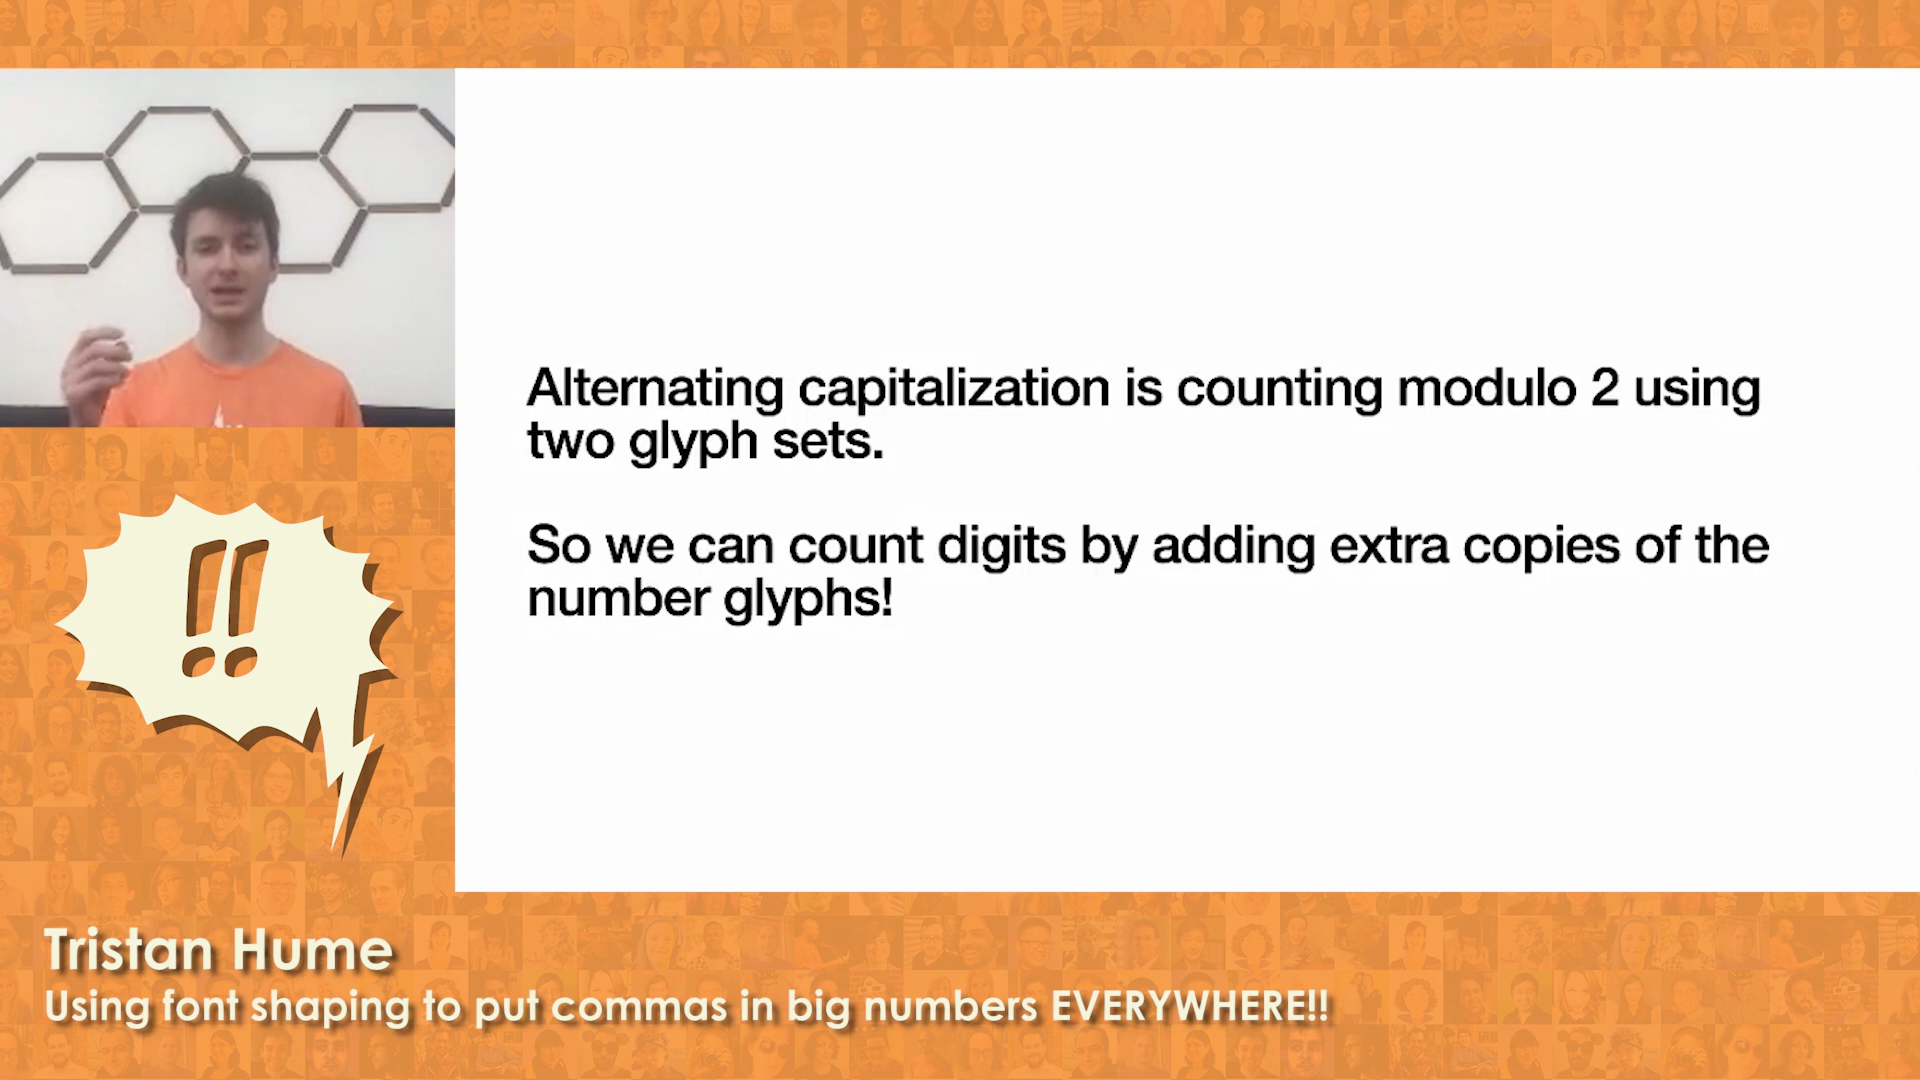 Alternating capitalization is counting modulo 2 using
two glyph sets.
So we can count digits by adding extra copies of the
number glyphs!
!!
Tristan Hume
Using font shaping to put commas in big numbers EVERYWHERE!!